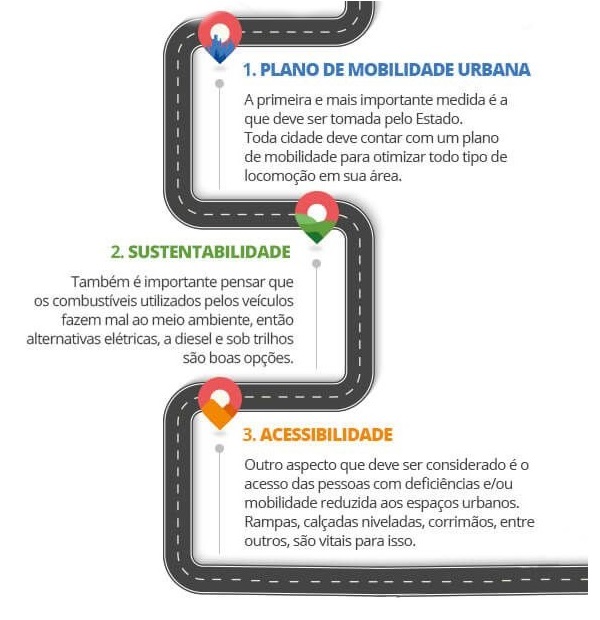 1. PLANO DE MOBILIDADE URBANA
A primeira e mais importante medida é a
que deve ser tomada pelo Estado.
Toda cidade deve contar com um plano
de mobilidade para otimizar todo tipo de
locomoção em sua área.
2. SUSTENTABILIDADE
Também é importante pensar que
os combustíveis utilizados pelos veículos
fazem mal ao meio ambiente, então
alternativas elétricas, a diesel e sob trilhos
são boas opções.
3. ACESSIBILIDADE
Outro aspecto que deve ser considerado é o
acesso das pessoas com deficiências e/ou
mobilidade reduzida aos espaços urbanos.
Rampas, calçadas niveladas, corrimãos, entre
outros, são vitais para isso.